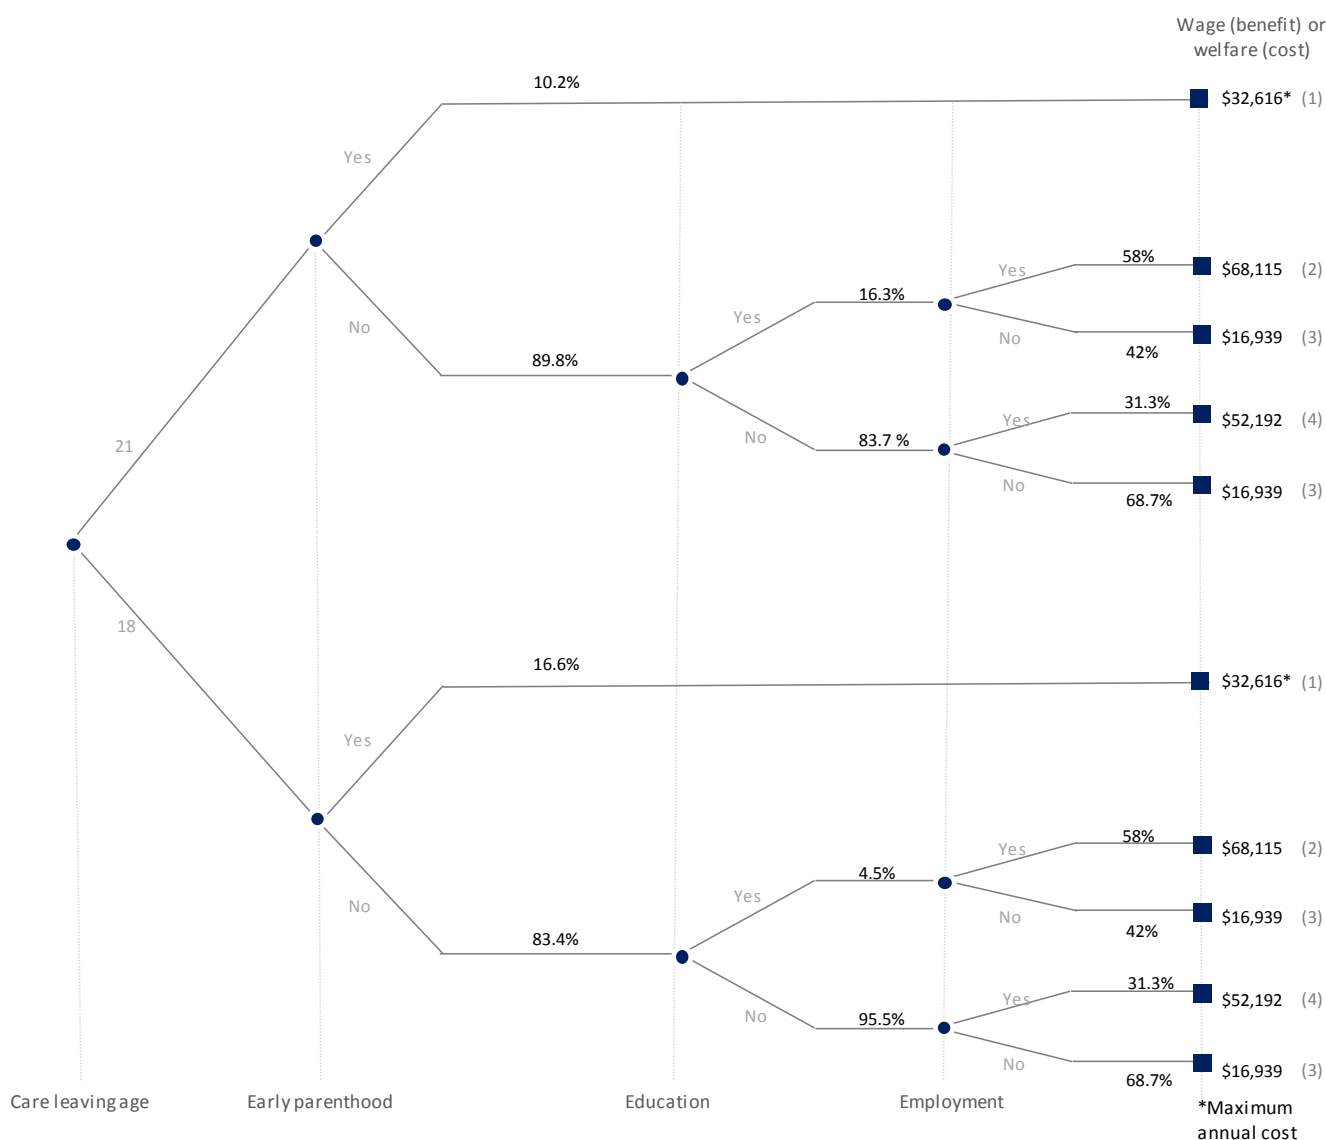 Wage (benefit) or
welfare (cost)
10.2%
$32,616* (1)
Yes
58%
Yes
$68,115 (2)
16.3%
Yes
No
No
$16,939 (3)
42%
89.8%
31.3%
Yes
$52,192 (4)
No
83.7 %
21
No
$16,939 (3)
68.7%
18
16.6%
$32,616* (1)
Yes
58%
Yes
$68,115 (2)
4.5%
Yes
No
No
$16,939 (3)
42%
83.4%
31.3%
Yes
$52,192 (4)
No
95.5%
No
$16,939 (3)
68.7%
Care leaving age Early parenthood Education Employment
*Maximum
annual cost